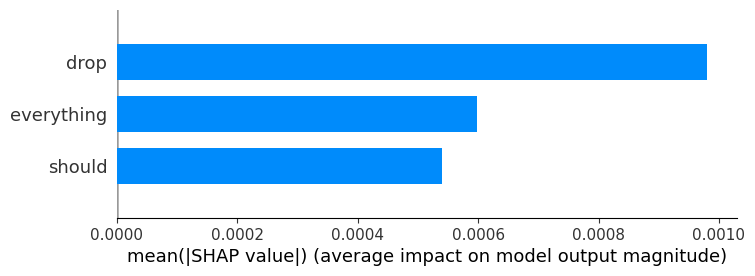 drop
everything
should
0.0000 0.0002 0.0004 0.0006 0.0008 0.0010
mean(|SHAP value|) (average impact on model output magnitude)